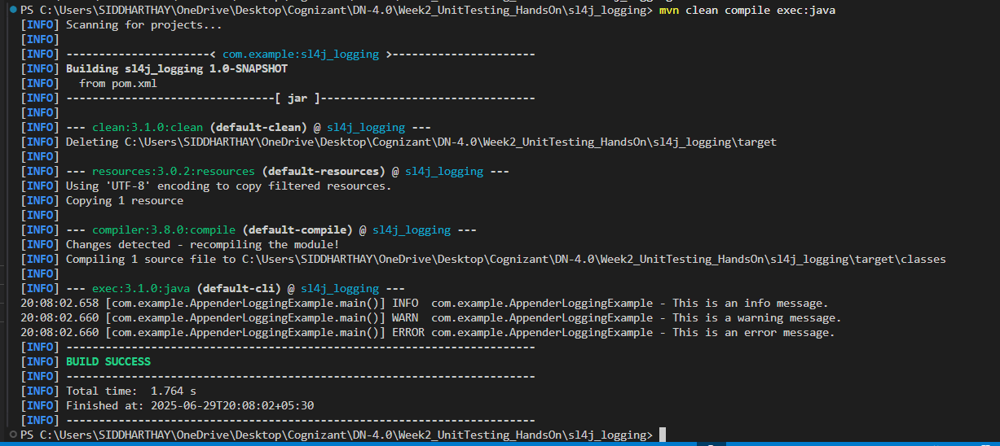 PS C:\Users\SIDDHARTHAY\OneDrive\Desktop\Cognizant\DN-4.0\Week2_UnitTesting_HandsOn\sl4j_logging> mvn clean compile exec:java
[INFO] Scanning for projects...
[INFO]
[INFO] ----------------------< com.example:sl4j_logging >----------------------
[INFO] Building sl4j_logging 1.0-SNAPSHOT
[INFO]   from pom.xml
[INFO] --------------------------------[ jar ]---------------------------------
[INFO]
[INFO] --- clean:3.1.0:clean (default-clean) @ sl4j_logging ---
[INFO] Deleting C:\Users\SIDDHARTHAY\OneDrive\Desktop\Cognizant\DN-4.0\Week2_UnitTesting_HandsOn\sl4j_logging\target
[INFO]
[INFO] --- resources:3.0.2:resources (default-resources) @ sl4j_logging ---
[INFO] Using 'UTF-8' encoding to copy filtered resources.
[INFO] Copying 1 resource
[INFO]
[INFO] --- compiler:3.8.0:compile (default-compile) @ sl4j_logging ---
[INFO] Changes detected - recompiling the module!
[INFO] Compiling 1 source file to C:\Users\SIDDHARTHAY\OneDrive\Desktop\Cognizant\DN-4.0\Week2_UnitTesting_HandsOn\sl4j_logging\target\classes
[INFO]
[INFO] --- exec:3.1.0:java (default-cli) @ sl4j_logging ---
20:08:02.658 [com.example.AppenderLoggingExample.main()] INFO  com.example.AppenderLoggingExample - This is an info message.
20:08:02.660 [com.example.AppenderLoggingExample.main()] WARN  com.example.AppenderLoggingExample - This is a warning message.
20:08:02.660 [com.example.AppenderLoggingExample.main()] ERROR com.example.AppenderLoggingExample - This is an error message.
[INFO] ------------------------------------------------------------------------
[INFO] BUILD SUCCESS
[INFO] ------------------------------------------------------------------------
[INFO] Total time:  1.764 s
[INFO] Finished at: 2025-06-29T20:08:02+05:30
[INFO] ------------------------------------------------------------------------
PS C:\Users\SIDDHARTHAY\OneDrive\Desktop\Cognizant\DN-4.0\Week2_UnitTesting_HandsOn\sl4j_logging>